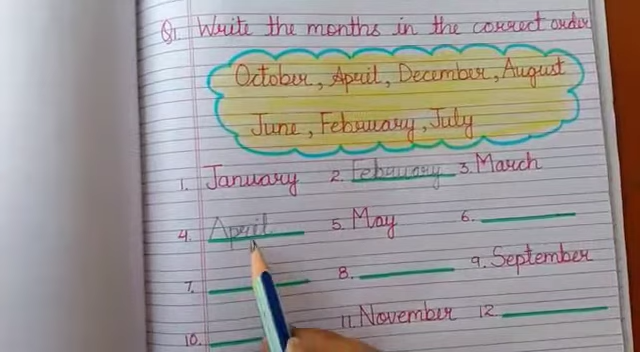 Q1 Write the months in the correct order
October, April, December, August
June, February, July
1. January 2. February 3. March
4. April 5. May 6.
7. 8. 9. September
10. 11. November 12.